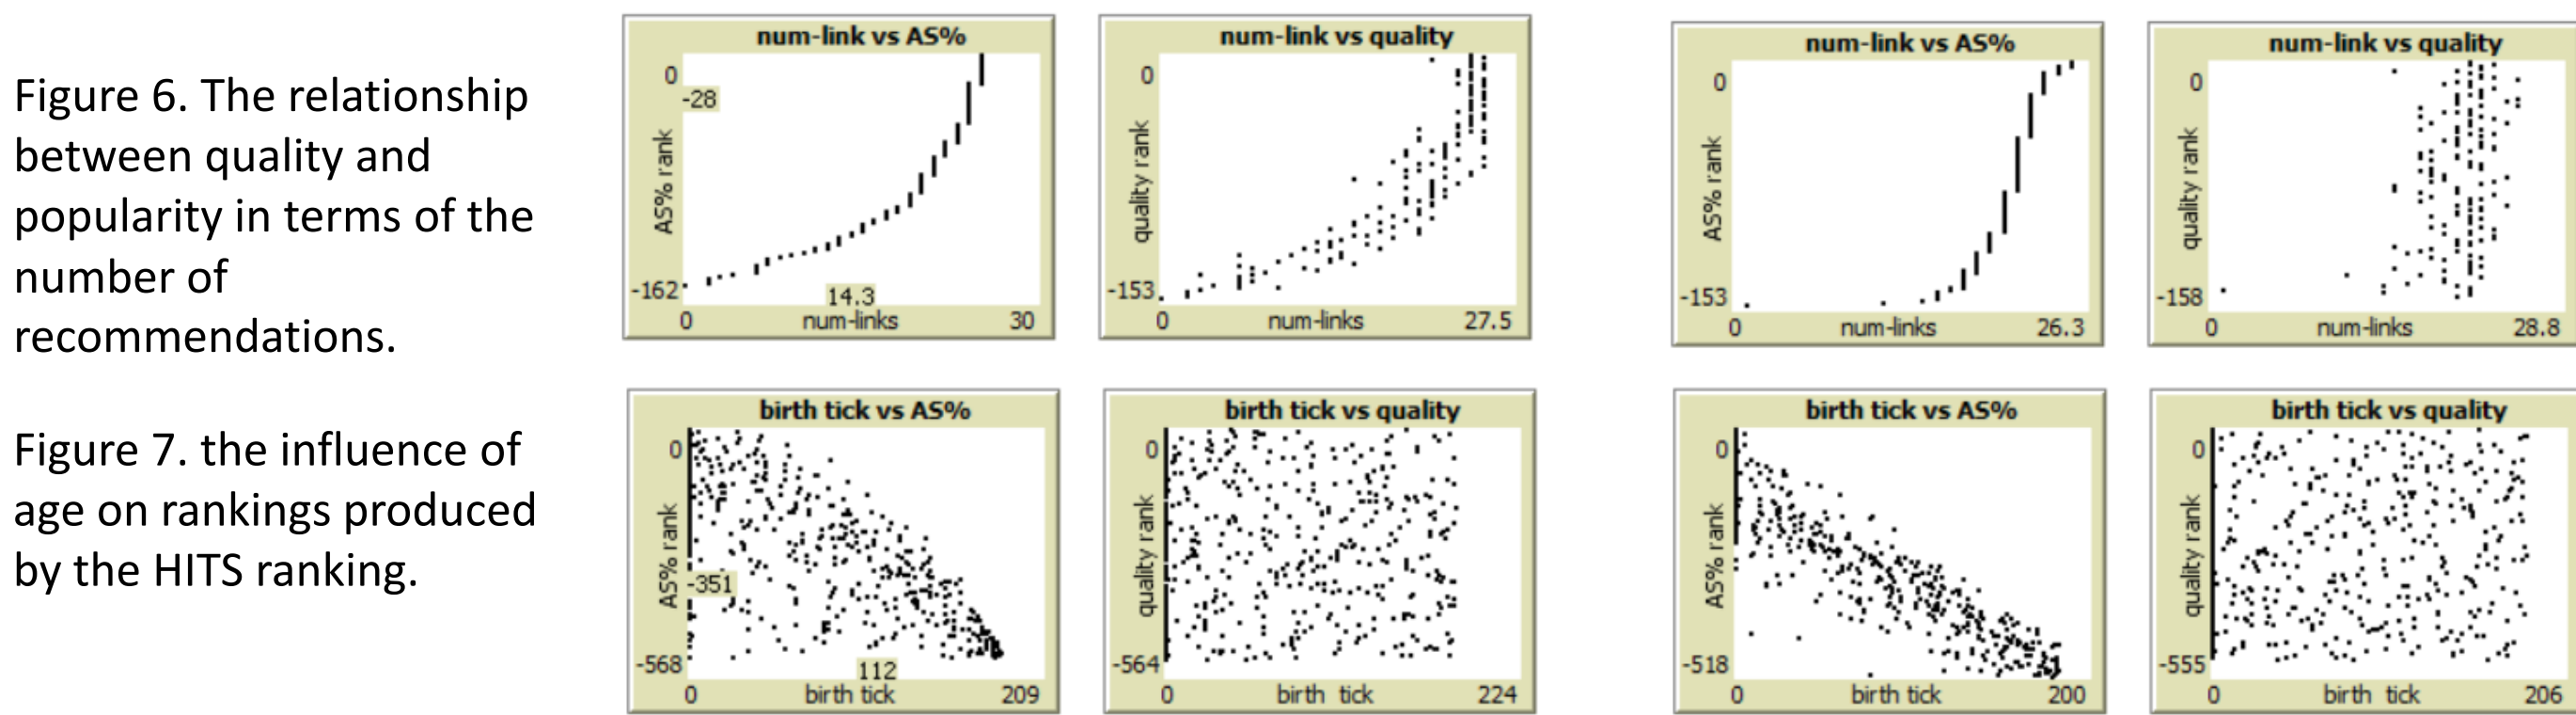 Figure 6. The relationship
between quality and
popularity in terms of the
number of
recommendations.
num-link vs AS%
0
-28
AS% rank
-162
14.3
0 num-links 30
num-link vs quality
0
quality rank
-153
0 num-links 27.5
num-link vs AS%
0
AS% rank
-153
0 num-links 26.3
num-link vs quality
0
quality rank
-158
0 num-links 28.8
Figure 7. the influence of
age on rankings produced
by the HITS ranking.
birth tick vs AS%
0
AS% rank
-351
-568
112
0 birth tick 209
birth tick vs quality
0
quality rank
-564
0 birth tick 224
birth tick vs AS%
0
AS% rank
-518
0 birth tick 200
birth tick vs quality
0
quality rank
-555
0 birth tick 206